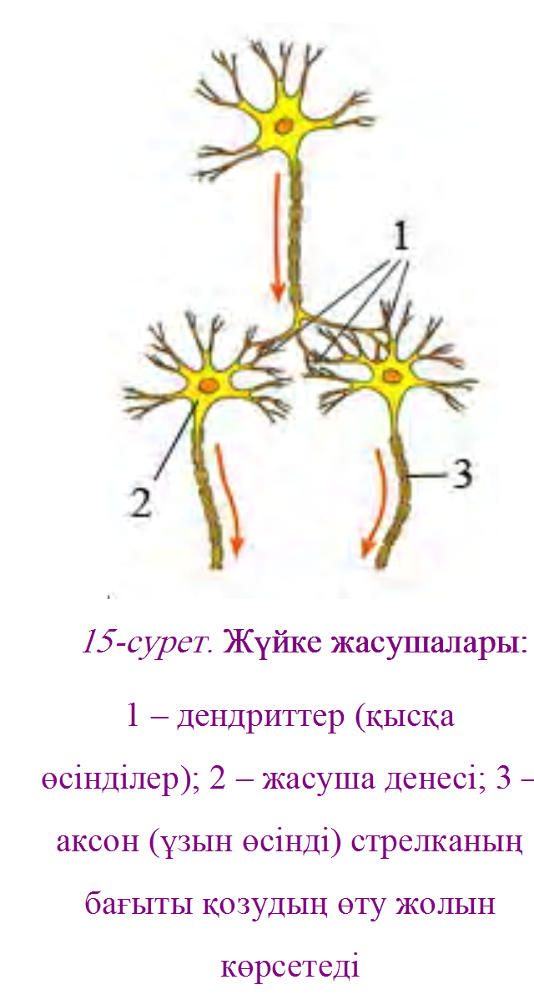 1
2
3
15-сурет. Жүйке жасушалары:
1 – дендриттер (қысқа
өсінділер); 2 – жасуша денесі; 3 –
аксон (ұзын өсінді) стрелканың
бағыты қозудың өту жолын
көрсетеді